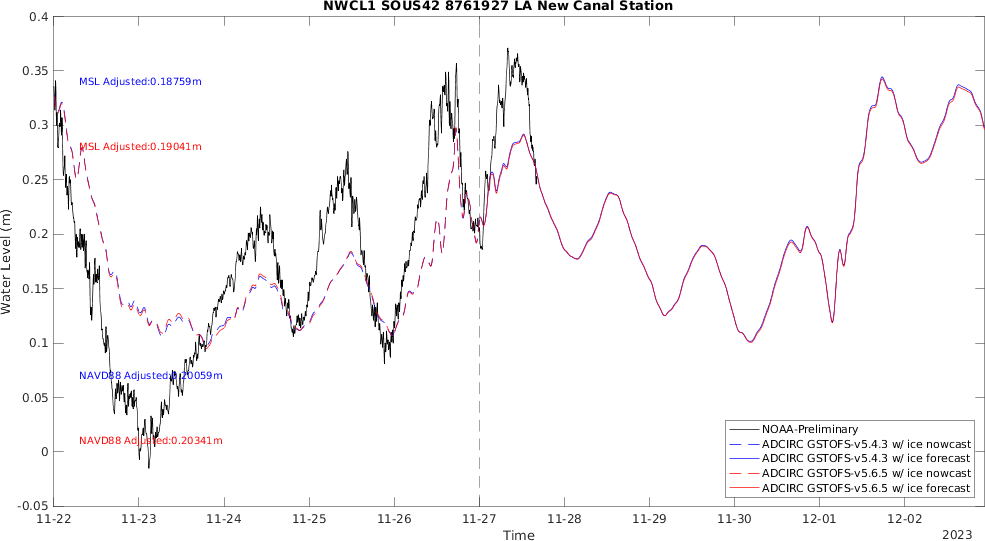 NWCL1 SOUS42 8761927 LA New Canal Station
0.4
0.35
0.3
0.25
0.2
0.15
0.1
0.05
0
-0.05
Water Level (m)
MSL Adjusted:0.18759m
MSL Adjusted:0.19041m
NAVD88 Adjusted:0.20059m
NAVD88 Adjusted:0.20341m
NOAA-Preliminary
ADCIRC GSTOFS-v5.4.3 w/ ice nowcast
ADCIRC GSTOFS-v5.4.3 w/ ice forecast
ADCIRC GSTOFS-v5.6.5 w/ ice nowcast
ADCIRC GSTOFS-v5.6.5 w/ ice forecast
11-22 11-23 11-24 11-25 11-26 11-27 11-28 11-29 11-30 12-01 12-02
Time
2023